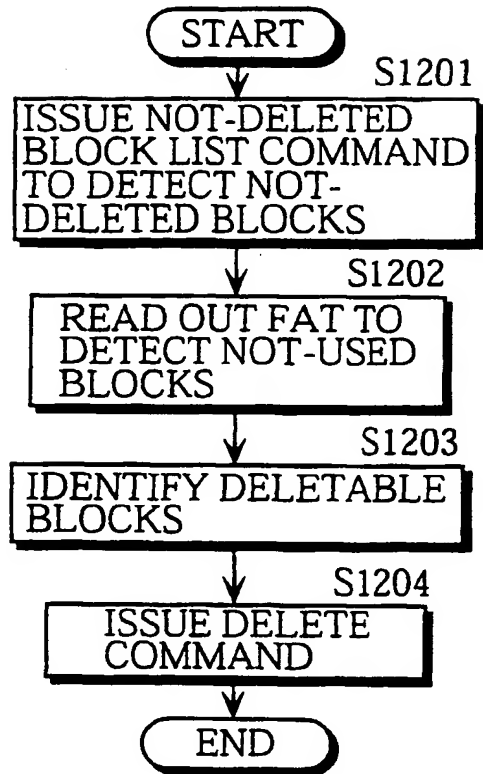 START
S1201
ISSUE NOT-DELETED
BLOCK LIST COMMAND
TO DETECT NOT-
DELETED BLOCKS
S1202
READ OUT FAT TO
DETECT NOT-USED
BLOCKS
S1203
IDENTIFY DELETABLE
BLOCKS
S1204
ISSUE DELETE
COMMAND
END